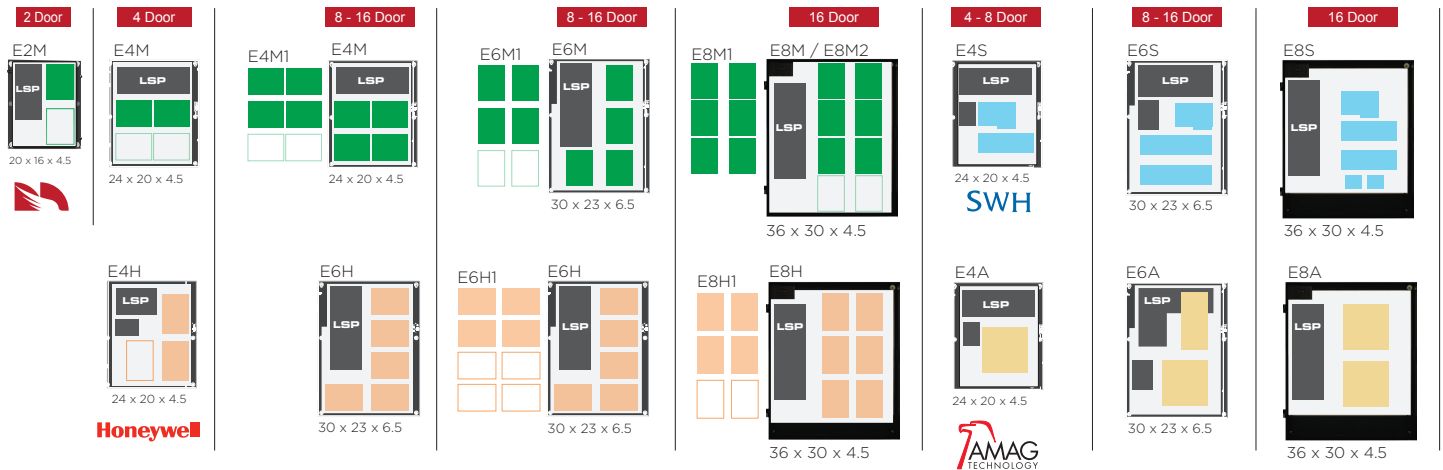 2 Door
4 Door
8 - 16 Door
8 - 16 Door
16 Door
4 - 8 Door
8 - 16 Door
16 Door
E2M
LSP
20 x 16 x 4.5
E4M
LSP
24 x 20 x 4.5
E4M1
E4M
LSP
24 x 20 x 4.5
E6M1
E6M
LSP
30 x 23 x 6.5
E8M1
E8M / E8M2
LSP
36 x 30 x 4.5
E4S
LSP
24 x 20 x 4.5
SWH
E6S
LSP
30 x 23 x 6.5
E8S
LSP
36 x 30 x 4.5
E4H
LSP
24 x 20 x 4.5
Honeywell
E6H
LSP
30 x 23 x 6.5
E6H1
E6H
LSP
30 x 23 x 6.5
E8H1
E8H
LSP
36 x 30 x 4.5
E4A
LSP
24 x 20 x 4.5
AMAG
TECHNOLOGY
E6A
LSP
30 x 23 x 6.5
E8A
LSP
36 x 30 x 4.5